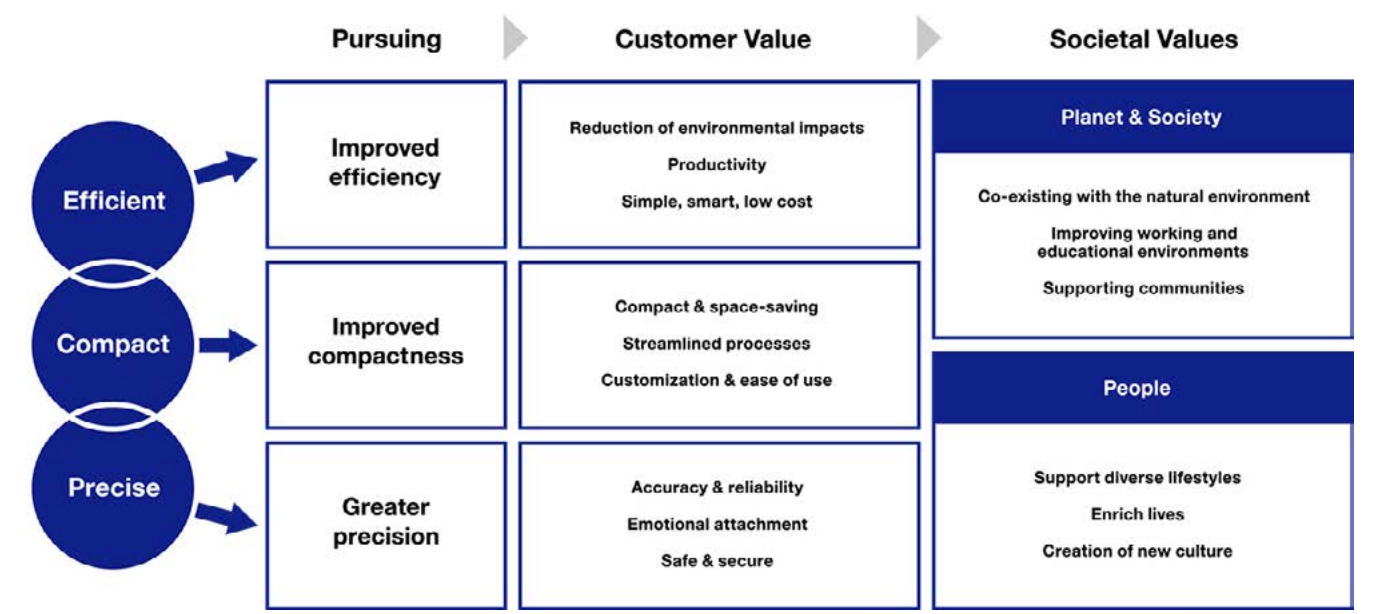 Pursuing
Customer Value
Societal Values
Efficient
Compact
Precise
Improved
efficiency
Reduction of environmental impacts
Productivity
Simple, smart, low cost
Improved
compactness
Compact & space-saving
Streamlined processes
Customization & ease of use
Greater
precision
Accuracy & reliability
Emotional attachment
Safe & secure
Planet & Society
Co-existing with the natural environment
Improving working and
educational environments
Supporting communities
People
Support diverse lifestyles
Enrich lives
Creation of new culture